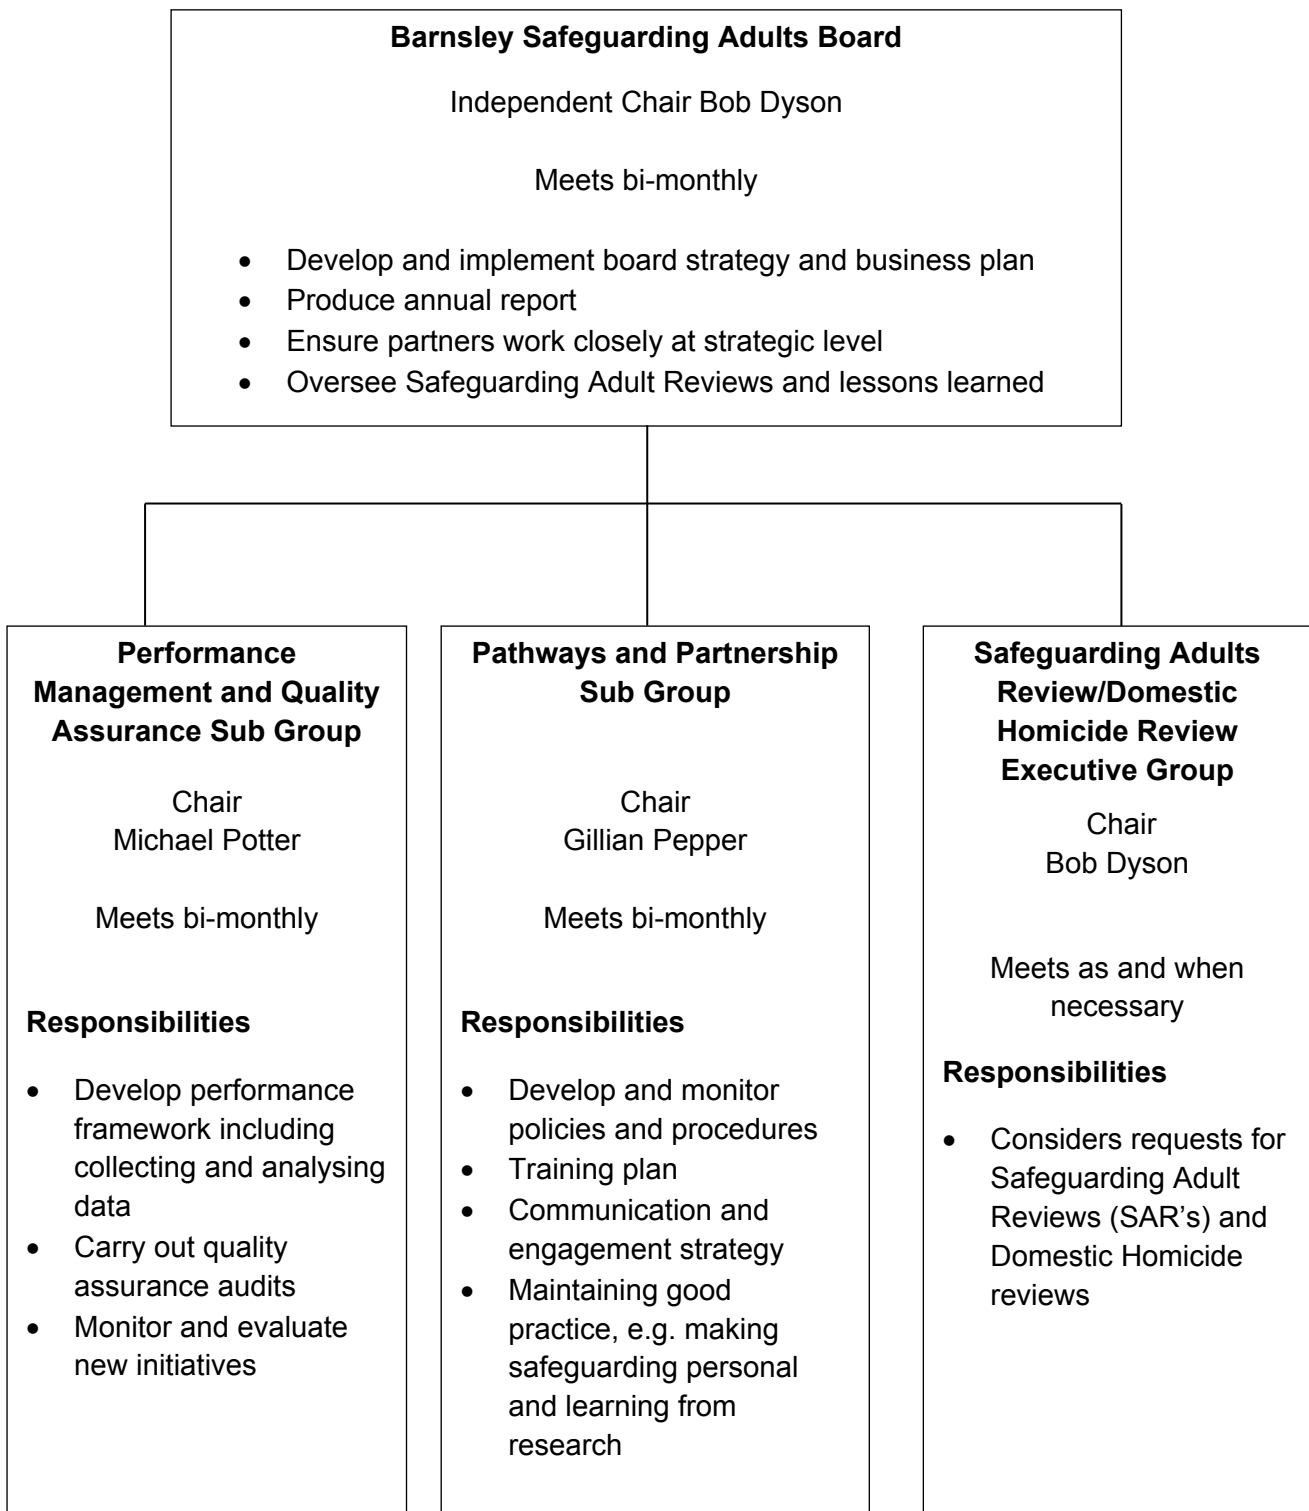 Barnsley Safeguarding Adults Board
Independent Chair Bob Dyson
Meets bi-monthly
• Develop and implement board strategy and business plan
• Produce annual report
• Ensure partners work closely at strategic level
• Oversee Safeguarding Adult Reviews and lessons learned
Performance
Management and Quality
Assurance Sub Group
Chair
Michael Potter
Meets bi-monthly
Responsibilities
• Develop performance
framework including
collecting and analysing
data
• Carry out quality
assurance audits
• Monitor and evaluate
new initiatives
Pathways and Partnership
Sub Group
Chair
Gillian Pepper
Meets bi-monthly
Responsibilities
• Develop and monitor
policies and procedures
• Training plan
• Communication and
engagement strategy
• Maintaining good
practice, e.g. making
safeguarding personal
and learning from
research
Safeguarding Adults
Review/Domestic
Homicide Review
Executive Group
Chair
Bob Dyson
Meets as and when
necessary
Responsibilities
• Considers requests for
Safeguarding Adult
Reviews (SAR's) and
Domestic Homicide
reviews